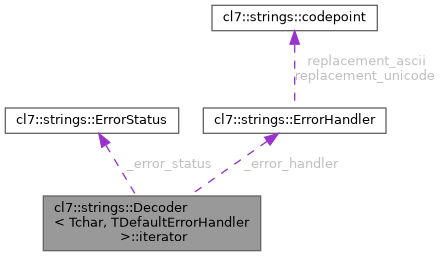 cl7::strings::codepoint
replacement_ascii
replacement_unicode
cl7::strings::ErrorStatus
cl7::strings::ErrorHandler
_error_status
_error_handler
cl7::strings::Decoder
< Tchar, TDefaultErrorHandler
>::iterator